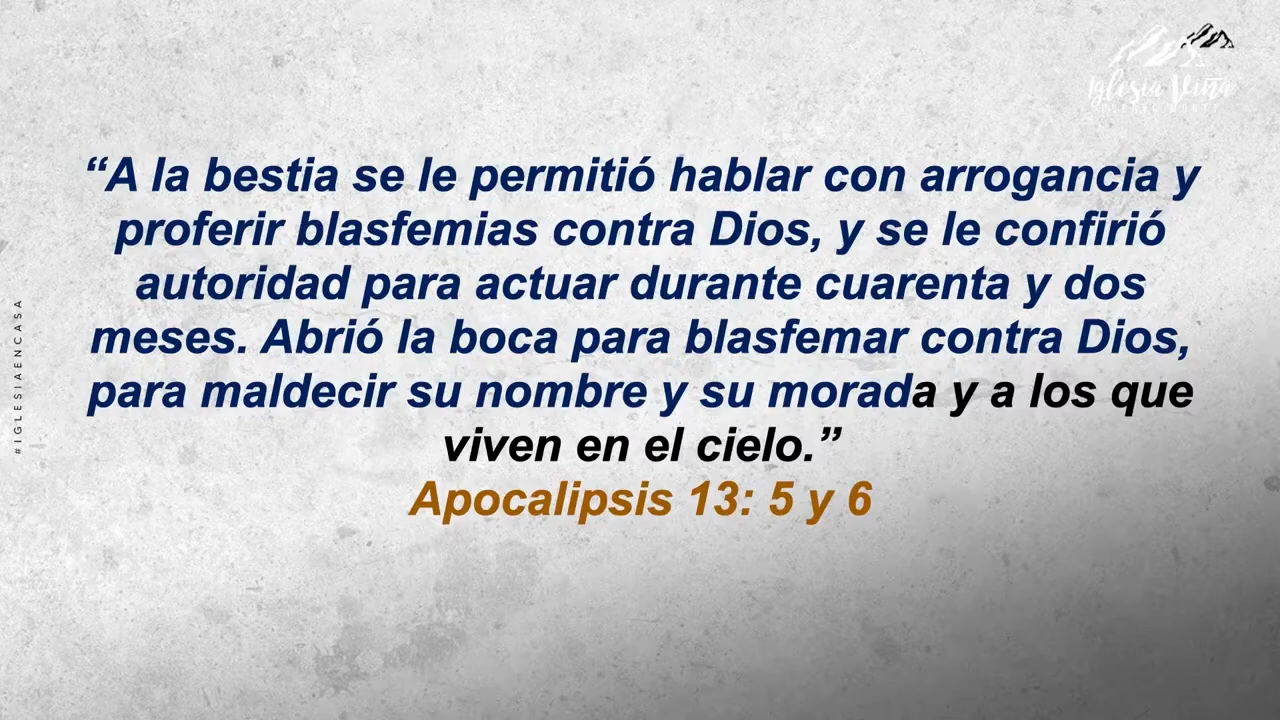 Iglesia Viña
“A la bestia se le permitió hablar con arrogancia y
proferir blasfemias contra Dios, y se le confirió
autoridad para actuar durante cuarenta y dos
meses. Abrió la boca para blasfemar contra Dios,
para maldecir su nombre y su morada y a los que
viven en el cielo.”
Apocalipsis 13: 5 y 6
#IGLESIAENCASA